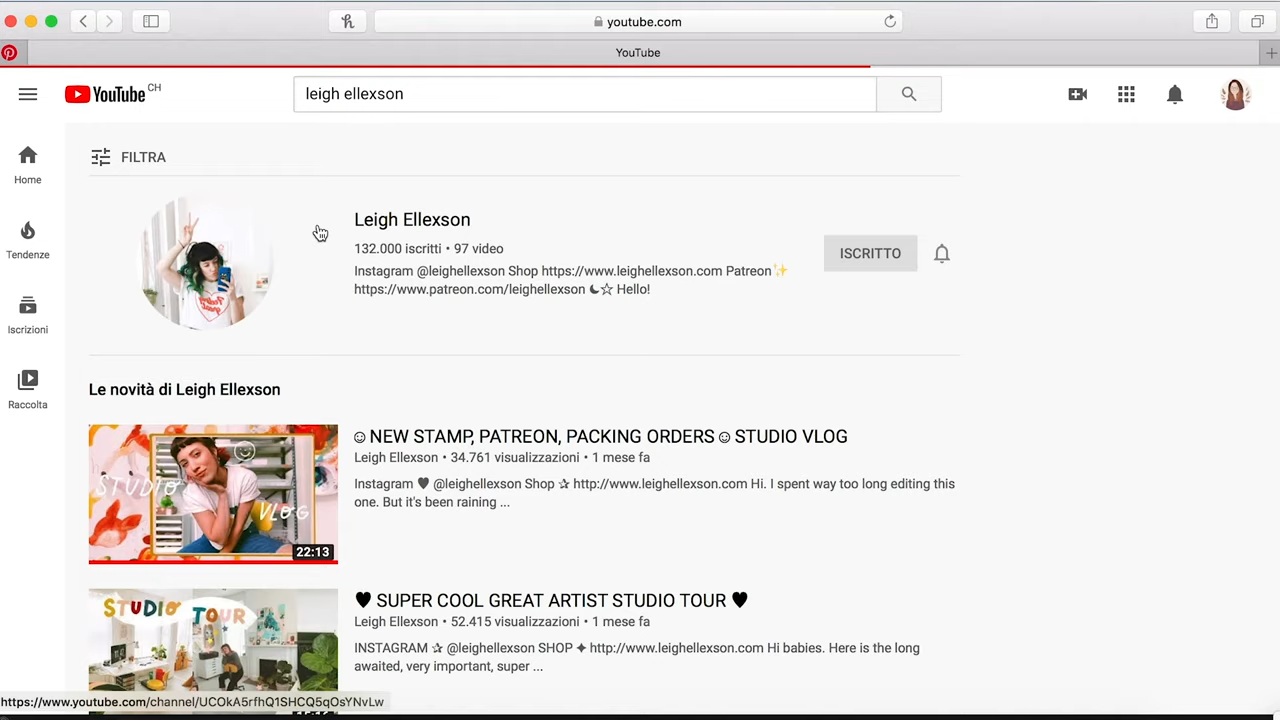 youtube.com
YouTube
YouTube CH
leigh ellexson
FILTRA
Home
Tendenze
Iscrizioni
Raccolta
Leigh Ellexson
132.000 iscritti • 97 video
Instagram @leighellexson Shop https://www.leighellexson.com Patreon✨
https://www.patreon.com/leighellexson ⏾☆ Hello!
ISCRITTO
Le novità di Leigh Ellexson
STUDIO
VLOG
22:13
☺NEW STAMP, PATREON, PACKING ORDERS☺STUDIO VLOG
Leigh Ellexson • 34.761 visualizzazioni • 1 mese fa
Instagram ♥ @leighellexson Shop ✰ http://www.leighellexson.com Hi. I spent way too long editing this
one. But it's been raining ...
STUDIO TOUR
♥ SUPER COOL GREAT ARTIST STUDIO TOUR ♥
Leigh Ellexson • 52.415 visualizzazioni • 1 mese fa
INSTAGRAM ✰ @leighellexson SHOP ✦ http://www.leighellexson.com Hi babies. Here is the long
awaited, very important, super ...
https://www.youtube.com/channel/UCOkA5rfhQ1SHCQ5qOsYNvLw